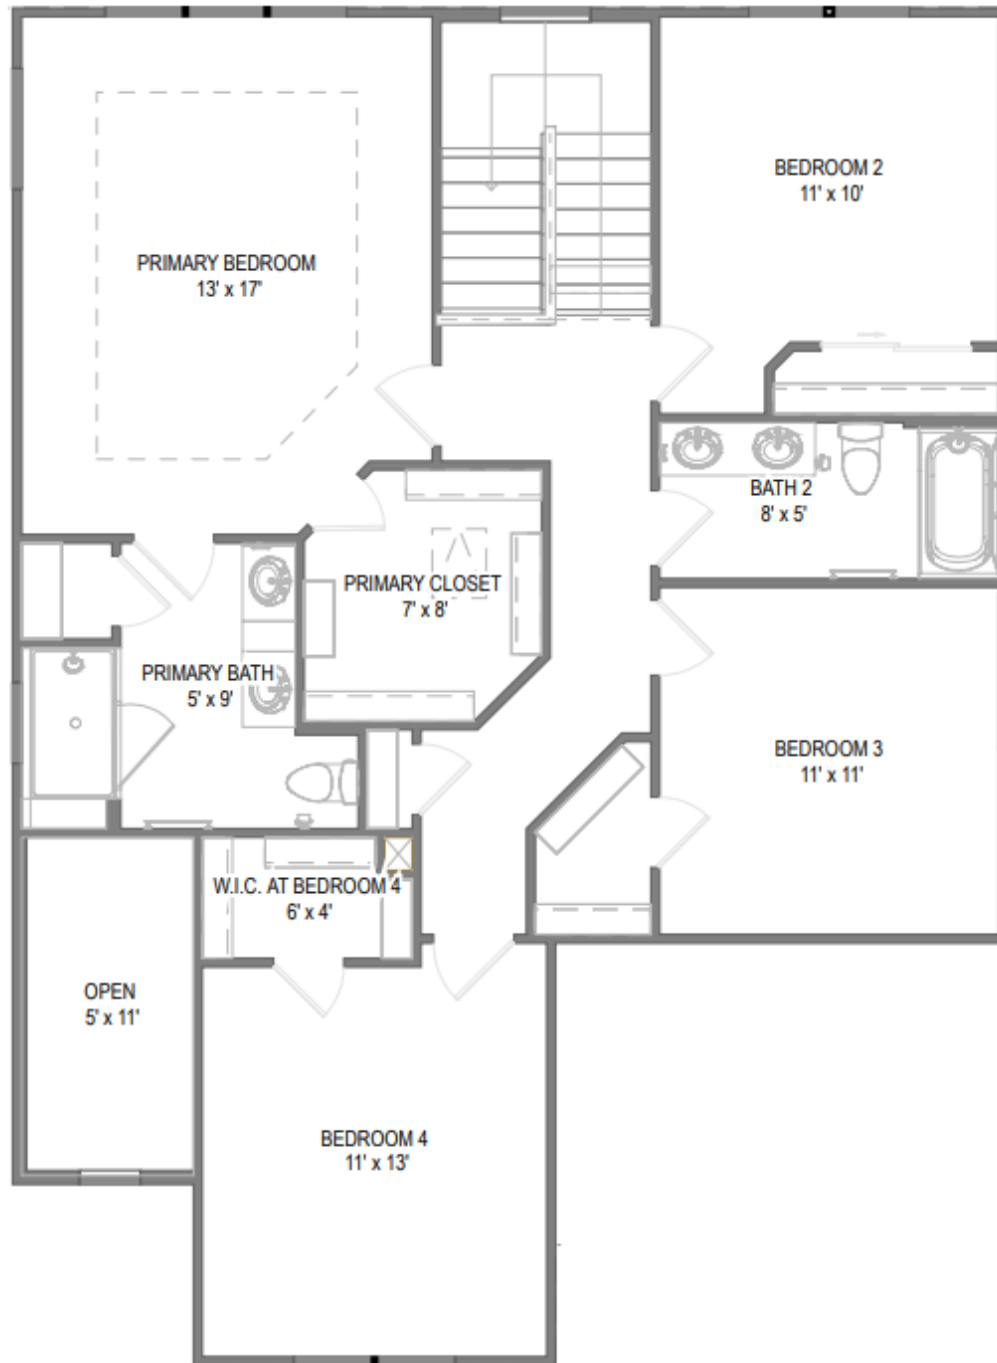 BEDROOM 2
11' x 10'
PRIMARY BEDROOM
13' x 17'
BATH 2
8' x 5'
PRIMARY CLOSET
7' x 8'
PRIMARY BATH
5' x 9'
BEDROOM 3
11' x 11'
W.I.C. AT BEDROOM 4
6' x 4'
OPEN
5' x 11'
BEDROOM 4
11' x 13'